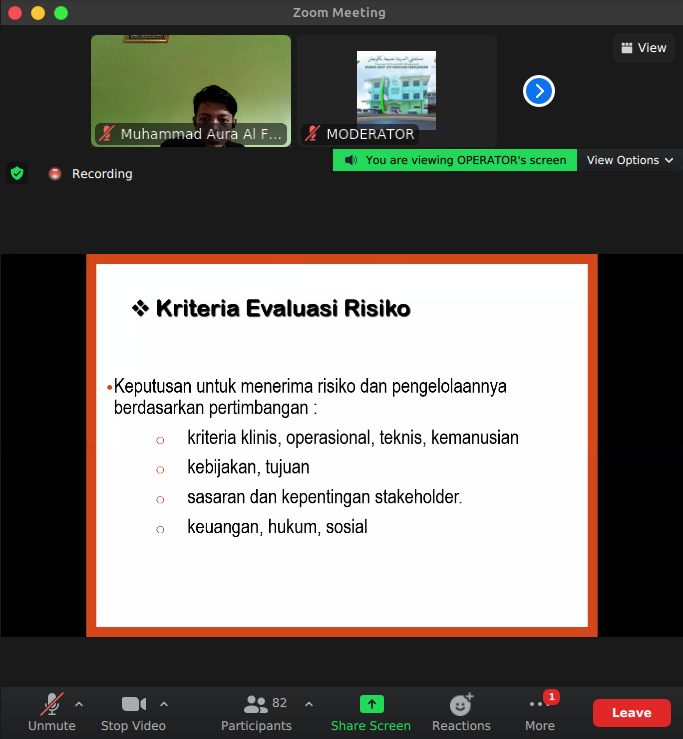 Zoom Meeting
View
Muhammad Aura Al F...
MODERATOR
You are viewing OPERATOR's screen
View Options
Recording
❖ Kriteria Evaluasi Risiko
•Keputusan untuk menerima risiko dan pengelolaannya
berdasarkan pertimbangan :
○ kriteria klinis, operasional, teknis, kemanusian
○ kebijakan, tujuan
○ sasaran dan kepentingan stakeholder.
○ keuangan, hukum, sosial
82
1
Unmute
Stop Video
Participants
Share Screen
Reactions
More
Leave